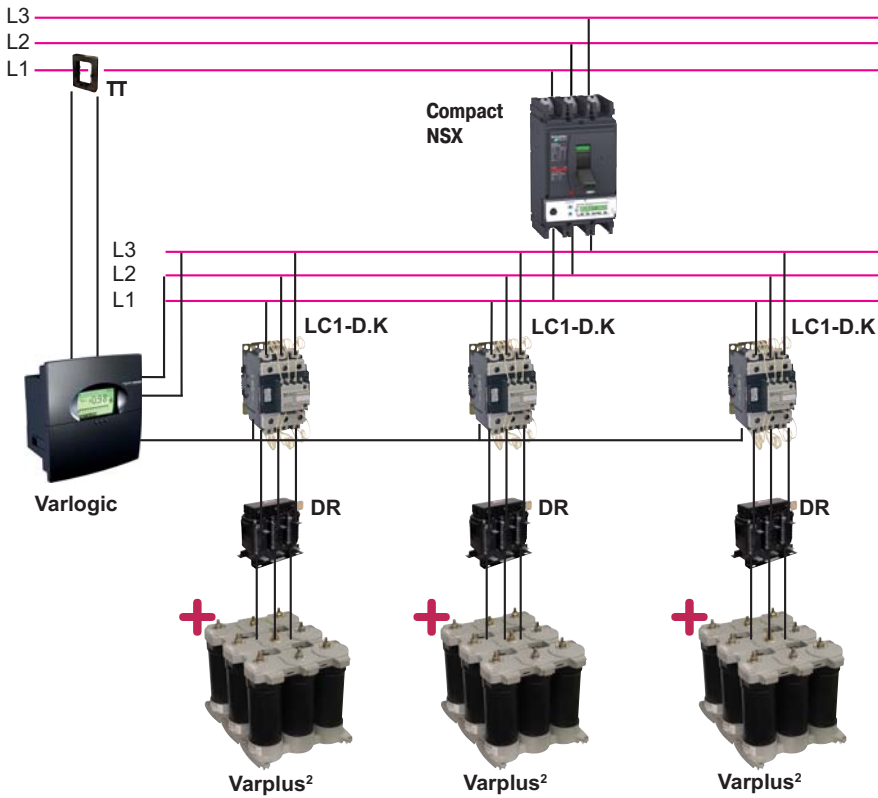 L3
L2
L1
TT
Compact
NSX
L3
L2
L1
LC1-D.K
LC1-D.K
LC1-D.K
Varlogic
DR
DR
DR
Varplus²
Varplus²
Varplus²